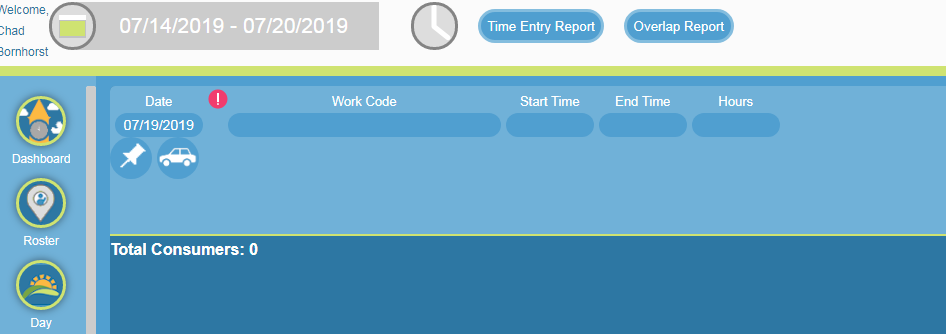 Welcome,
Chad
Bornhorst
07/14/2019 - 07/20/2019
Time Entry Report
Overlap Report
Date
!
Work Code
Start Time
End Time
Hours
07/19/2019
Dashboard
Roster
Day
Total Consumers: 0